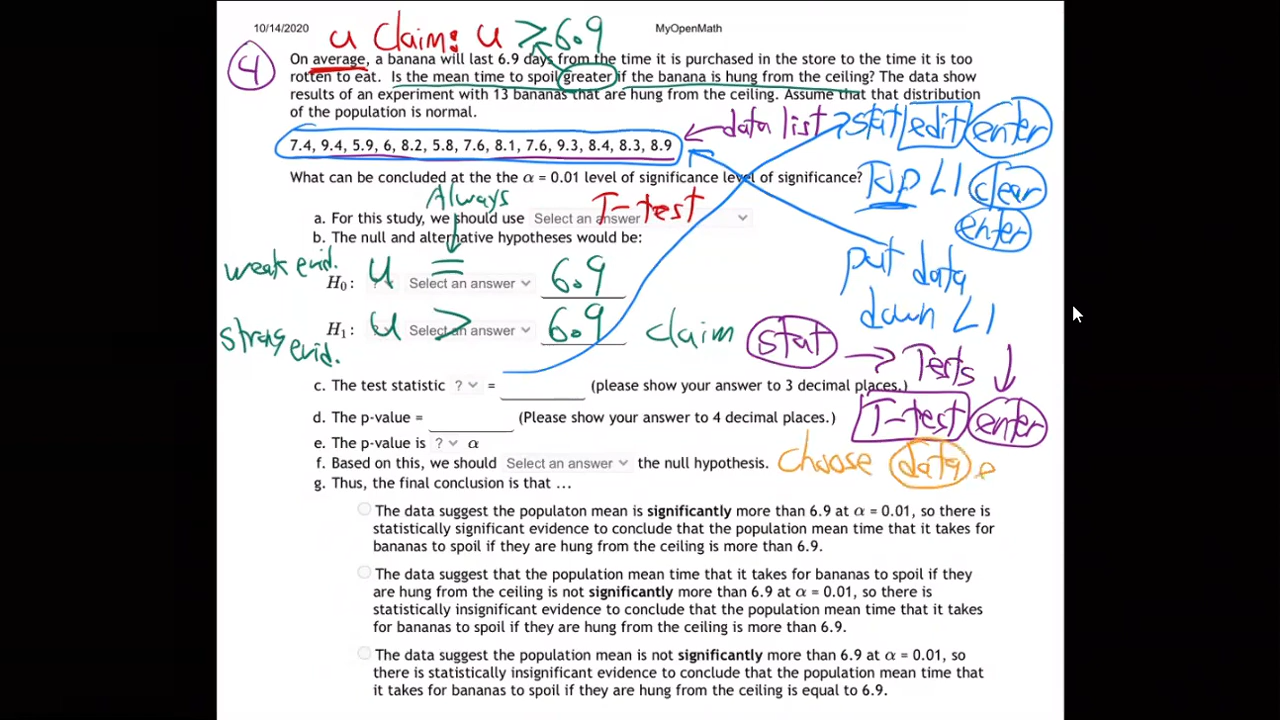 10/14/2020
MyOpenMath
u claim: u > 6.9
4
On average, a banana will last 6.9 days from the time it is purchased in the store to the time it is too
rotten to eat. Is the mean time to spoil greater if the banana is hung from the ceiling? The data show
results of an experiment with 13 bananas that are hung from the ceiling. Assume that that distribution
of the population is normal.
data list → stat/edit enter
7.4, 9.4, 5.9, 6, 8.2, 5.8, 7.6, 8.1, 7.6, 9.3, 8.4, 8.3, 8.9
What can be concluded at the the α = 0.01 level of significance level of significance?
L1 clear
enter
Always
a. For this study, we should use Select an answer
T-test
b. The null and alternative hypotheses would be:
put data
down L1
weak evid.
H0: u = 6.9
Select an answer
strong evid.
H1: u > 6.9 claim
Select an answer
stat → Tests ↓
c. The test statistic ? = (please show your answer to 3 decimal places.)
T-test enter
d. The p-value = (Please show your answer to 4 decimal places.)
e. The p-value is ? α
f. Based on this, we should Select an answer the null hypothesis.
choose data e
g. Thus, the final conclusion is that ...
The data suggest the populaton mean is significantly more than 6.9 at α = 0.01, so there is
statistically significant evidence to conclude that the population mean time that it takes for
bananas to spoil if they are hung from the ceiling is more than 6.9.
The data suggest that the population mean time that it takes for bananas to spoil if they
are hung from the ceiling is not significantly more than 6.9 at α = 0.01, so there is
statistically insignificant evidence to conclude that the population mean time that it takes
for bananas to spoil if they are hung from the ceiling is more than 6.9.
The data suggest the population mean is not significantly more than 6.9 at α = 0.01, so
there is statistically insignificant evidence to conclude that the population mean time that
it takes for bananas to spoil if they are hung from the ceiling is equal to 6.9.